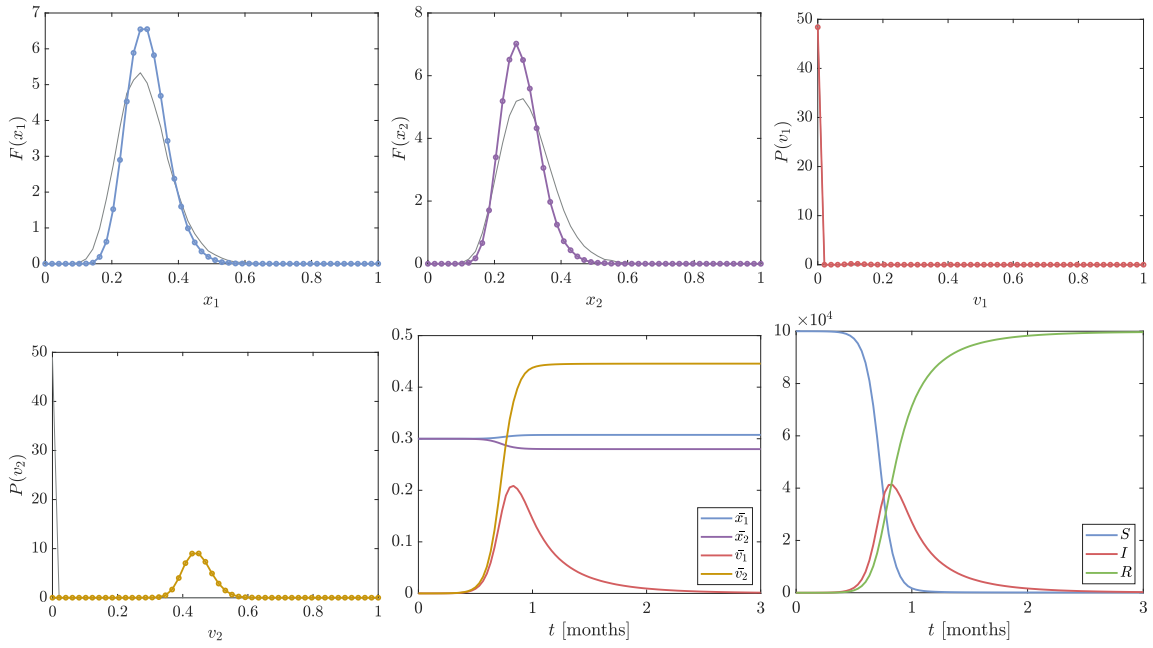 7
6
5
4
3
2
1
0
F(x₁)
0 0.2 0.4 0.6 0.8 1
x₁
8
6
4
2
0
F(x₂)
0 0.2 0.4 0.6 0.8 1
x₂
50
40
30
20
10
0
P(v₁)
0 0.2 0.4 0.6 0.8 1
v₁
50
40
30
20
10
0
P(v₂)
0 0.2 0.4 0.6 0.8 1
v₂
0.5
0.4
0.3
0.2
0.1
0
x̄₁
x̄₂
v̄₁
v̄₂
0 1 2 3
t [months]
×10⁴
10
8
6
4
2
0
S
I
R
0 1 2 3
t [months]